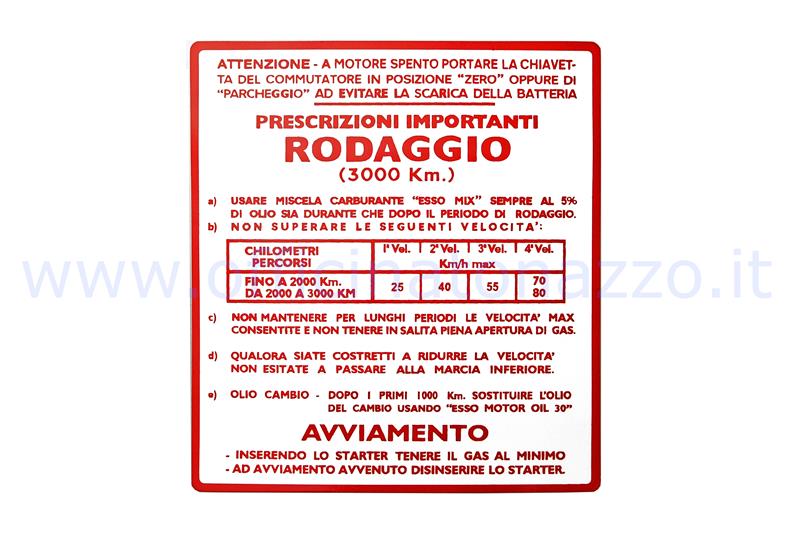 ATTENZIONE - A MOTORE SPENTO PORTARE LA CHIAVET-
TA DEL COMMUTATORE IN POSIZIONE "ZERO" OPPURE DI
"PARCHEGGIO" AD EVITARE LA SCARICA DELLA BATTERIA
PRESCRIZIONI IMPORTANTI
RODAGGIO
(3000 Km.)
a) USARE MISCELA CARBURANTE "ESSO MIX" SEMPRE AL 5%
DI OLIO SIA DURANTE CHE DOPO IL PERIODO DI RODAGGIO.
b) NON SUPERARE LE SEGUENTI VELOCITA':
CHILOMETRI PERCORSI 1ª Vel. 2ª Vel. 3ª Vel. 4ª Vel.
Km/h max
FINO A 2000 Km. 25 40 55 70
DA 2000 A 3000 KM 80
www.officinatonazzo.it
c) NON MANTENERE PER LUNGHI PERIODI LE VELOCITA' MAX
CONSENTITE E NON TENERE IN SALITA PIENA APERTURA DI GAS.
d) QUALORA SIATE COSTRETTI A RIDURRE LA VELOCITA'
NON ESITATE A PASSARE ALLA MARCIA INFERIORE.
e) OLIO CAMBIO - DOPO I PRIMI 1000 Km. SOSTITUIRE L'OLIO
DEL CAMBIO USANDO "ESSO MOTOR OIL 30"
AVVIAMENTO
- INSERENDO LO STARTER TENERE IL GAS AL MINIMO
- AD AVVIAMENTO AVVENUTO DISINSERIRE LO STARTER.